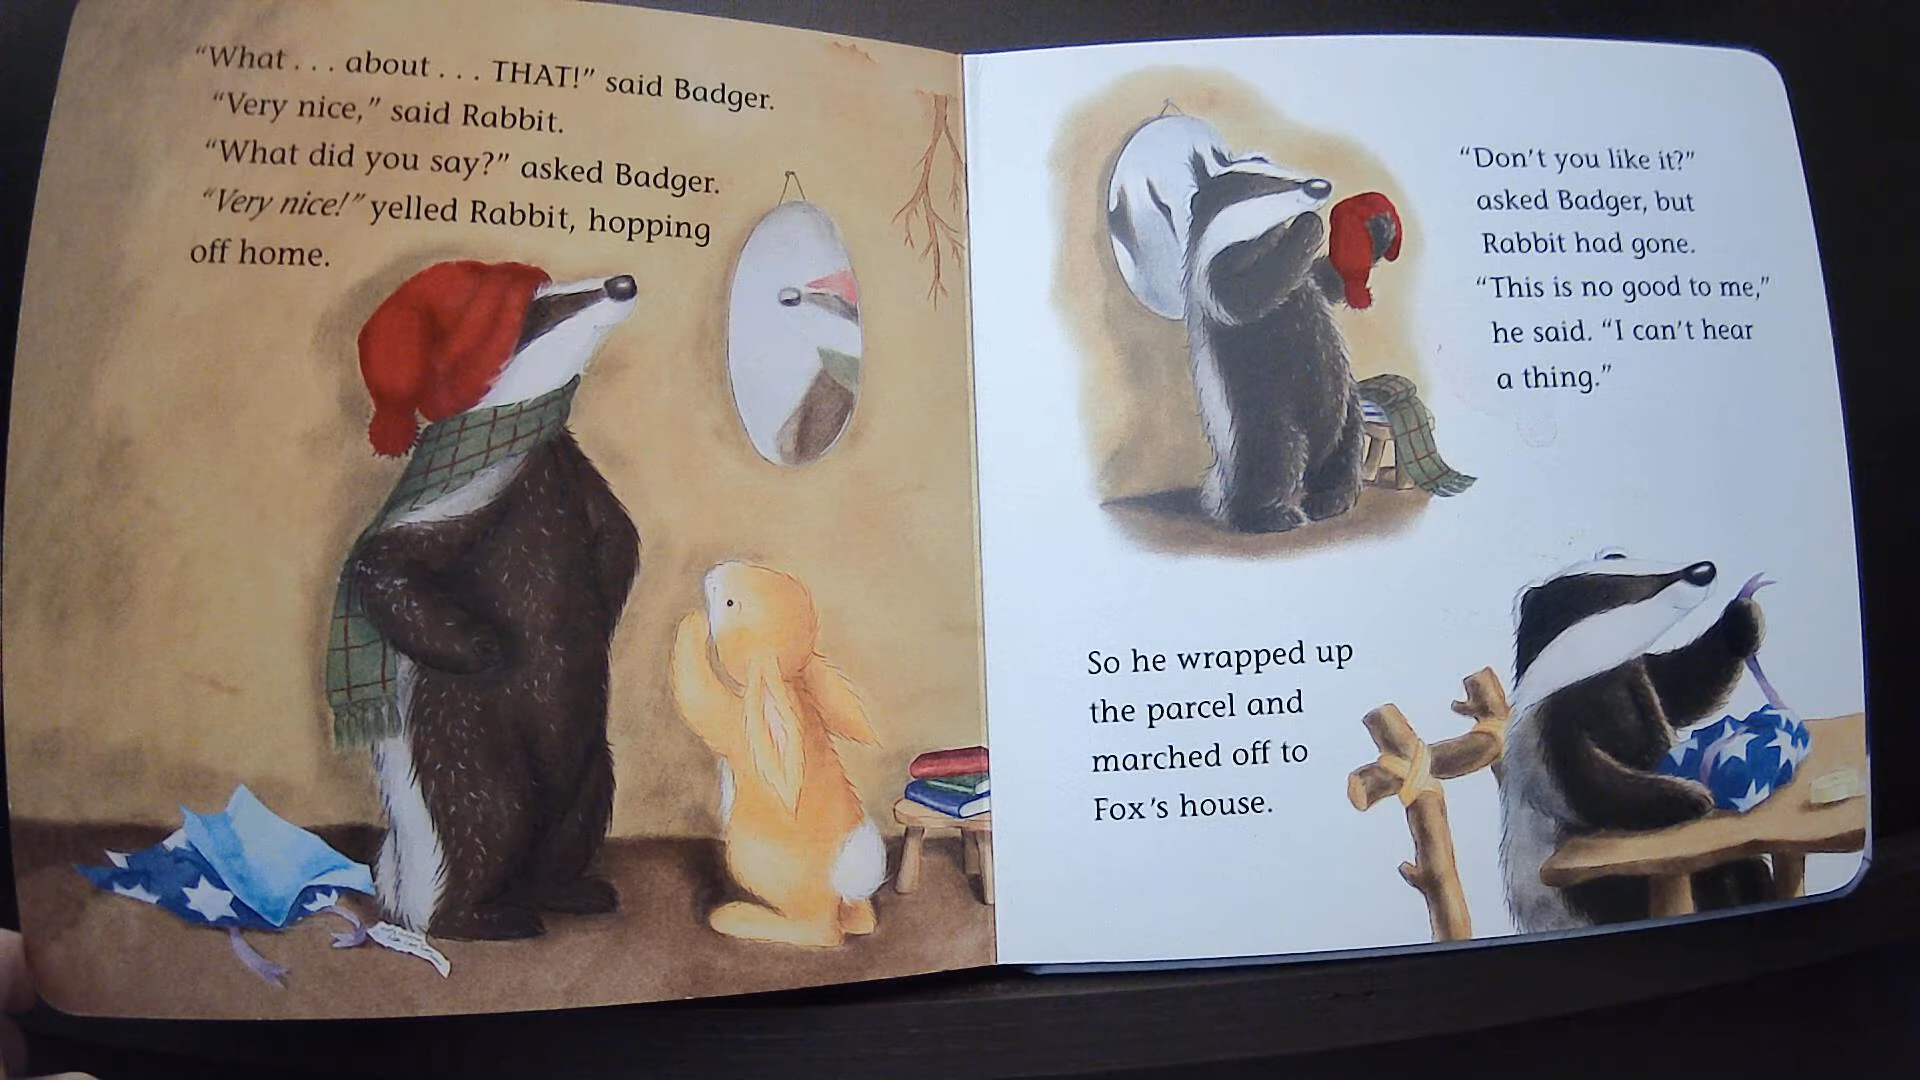 “What . . . about . . . THAT!” said Badger.
“Very nice,” said Rabbit.
“What did you say?” asked Badger.
“Very nice!” yelled Rabbit, hopping
off home.
“Don’t you like it?”
asked Badger, but
Rabbit had gone.
“This is no good to me,”
he said. “I can’t hear
a thing.”
So he wrapped up
the parcel and
marched off to
Fox’s house.